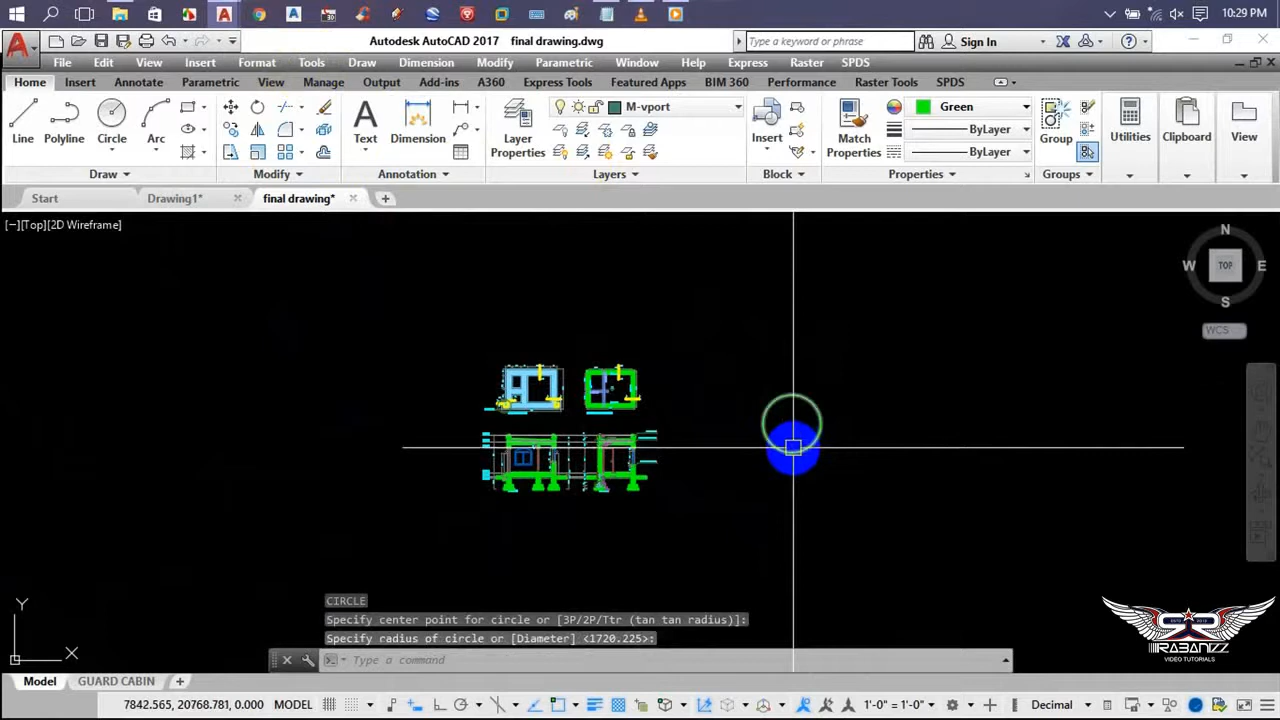 10:29 PM
Autodesk AutoCAD 2017 final drawing.dwg
Type a keyword or phrase
Sign In
File Edit View Insert Format Tools Draw Dimension Modify Parametric Window Help Express Raster SPDS
Home Insert Annotate Parametric View Manage Output Add-ins A360 Express Tools Featured Apps BIM 360 Performance Raster Tools SPDS
M-vport
Green
Line Polyline Circle Arc
Text Dimension
Layer Properties
Insert
Match Properties
ByLayer
ByLayer
Group
Utilities Clipboard View
Draw Modify Annotation Layers Block Properties Groups
Start Drawing1* final drawing*
[−][Top][2D Wireframe]
N
W TOP E
S
WCS
CIRCLE
Specify center point for circle or [3P/2P/Ttr (tan tan radius)]:
Specify radius of circle or [Diameter] <1720.225>:
Type a command
Y
X
RABANIZZ
VIDEO TUTORIALS
Model GUARD CABIN
7842.565, 20768.781, 0.000 MODEL
1'-0" = 1'-0"
Decimal